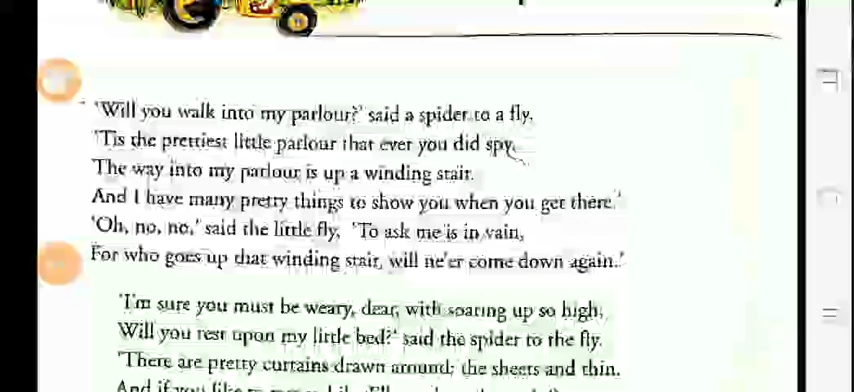 'Will you walk into my parlour?' said a spider to a fly.
'Tis the prettiest little parlour that ever you did spy.
The way into my parlour is up a winding stair.
And I have many pretty things to show you when you get there.'
'Oh, no, no,' said the little fly, 'To ask me is in vain,
For who goes up that winding stair, will ne'er come down again.'
'I'm sure you must be weary, dear, with soaring up so high,
Will you rest upon my little bed?' said the spider to the fly.
'There are pretty curtains drawn around; the sheets and thin.
And if you like to